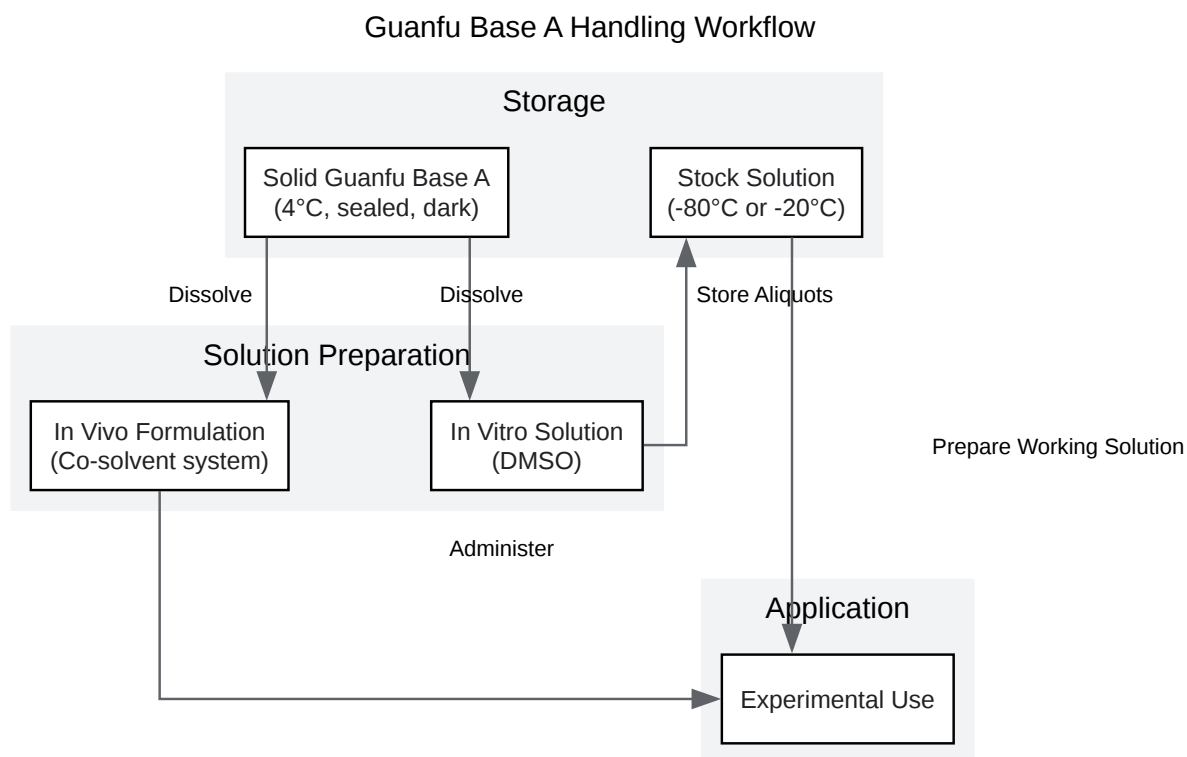 Guanfu Base A Handling Workflow
Storage
Solid Guanfu Base A
(4°C, sealed, dark)
Stock Solution
(-80°C or -20°C)
Dissolve
Dissolve
Store Aliquots
Solution Preparation
In Vivo Formulation
(Co-solvent system)
In Vitro Solution
(DMSO)
Prepare Working Solution
Administer
Application
Experimental Use